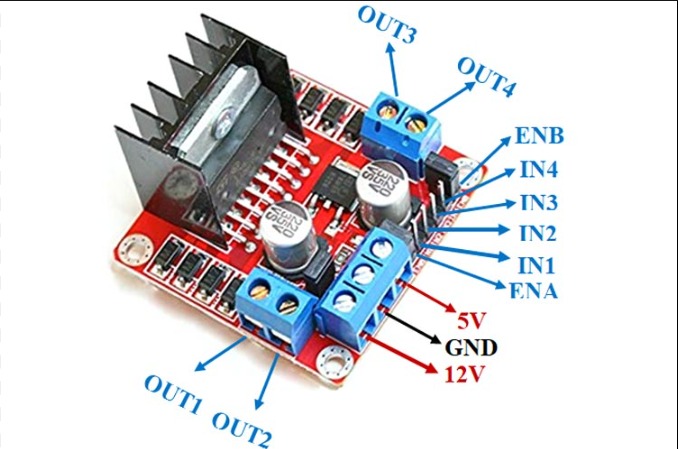 OUT3
OUT4
ENB
IN4
IN3
IN2
IN1
ENA
5V
GND
12V
OUT1
OUT2